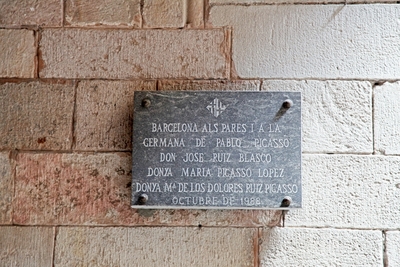 BARCELONA ALS PARES I A LA
GERMANA DE PABLO PICASSO
DON JOSE RUIZ BLASCO
DONYA MARIA PICASSO LOPEZ
DONYA Mª DE LOS DOLORES RUIZ PICASSO
OCTUBRE DE 1968